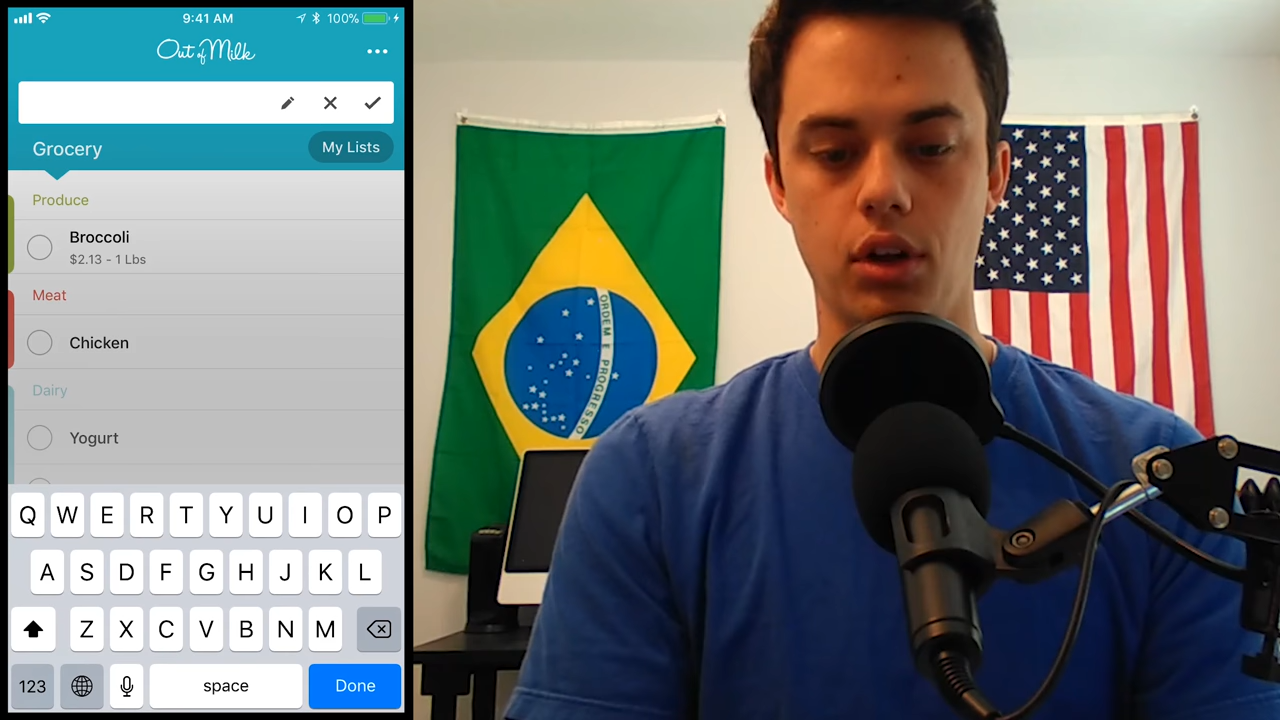 9:41 AM
100%
Out of Milk
Grocery
My Lists
Produce
Broccoli
$2.13 - 1 Lbs
Meat
Chicken
Dairy
Yogurt
Q W E R T Y U I O P
A S D F G H J K L
Z X C V B N M
123
space
Done
ORDEM E PROGRESSO